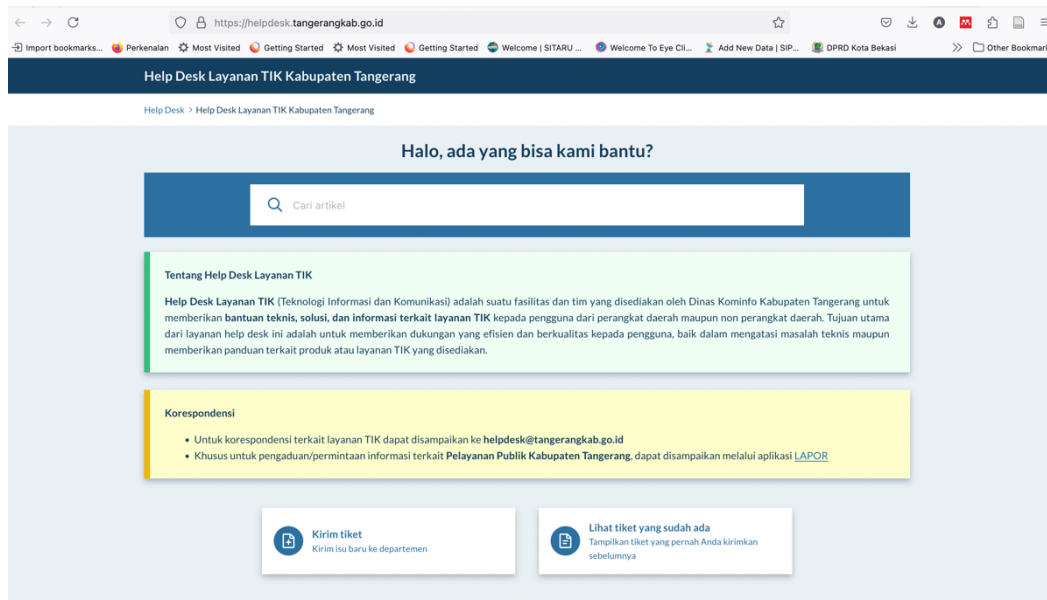 https://helpdesk.tangerangkab.go.id
Import bookmarks... Perkenalan Most Visited Getting Started Most Visited Getting Started Welcome | SITARU ... Welcome To Eye Cli... Add New Data | SIP... DPRD Kota Bekasi >> Other Bookmar
Help Desk Layanan TIK Kabupaten Tangerang
Help Desk > Help Desk Layanan TIK Kabupaten Tangerang
Halo, ada yang bisa kami bantu?
Cari artikel
Tentang Help Desk Layanan TIK
Help Desk Layanan TIK (Teknologi Informasi dan Komunikasi) adalah suatu fasilitas dan tim yang disediakan oleh Dinas Kominfo Kabupaten Tangerang untuk
memberikan bantuan teknis, solusi, dan informasi terkait layanan TIK kepada pengguna dari perangkat daerah maupun non perangkat daerah. Tujuan utama
dari layanan help desk ini adalah untuk memberikan dukungan yang efisien dan berkualitas kepada pengguna, baik dalam mengatasi masalah teknis maupun
memberikan panduan terkait produk atau layanan TIK yang disediakan.
Korespondensi
• Untuk korespondensi terkait layanan TIK dapat disampaikan ke helpdesk@tangerangkab.go.id
• Khusus untuk pengaduan/permintaan informasi terkait Pelayanan Publik Kabupaten Tangerang, dapat disampaikan melalui aplikasi LAPOR
Kirim tiket
Kirim isu baru ke departemen
Lihat tiket yang sudah ada
Tampilkan tiket yang pernah Anda kirimkan
sebelumnya